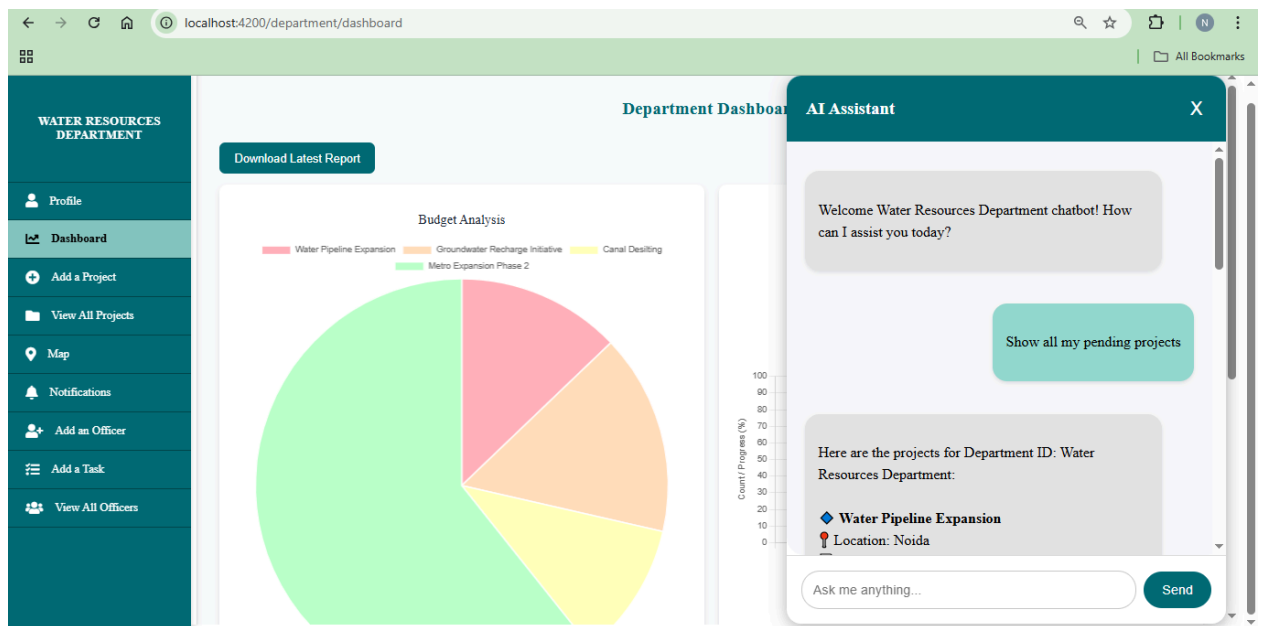 localhost:4200/department/dashboard
N
All Bookmarks
WATER RESOURCES
DEPARTMENT
Profile
Dashboard
Add a Project
View All Projects
Map
Notifications
Add an Officer
Add a Task
View All Officers
Department Dashboar
Download Latest Report
Budget Analysis
Water Pipeline Expansion
Groundwater Recharge Initiative
Canal Desilting
Metro Expansion Phase 2
100
90
80
70
60
50
40
30
20
10
0
Count / Progress (%)
AI Assistant
X
Welcome Water Resources Department chatbot! How
can I assist you today?
Show all my pending projects
Here are the projects for Department ID: Water
Resources Department:
Water Pipeline Expansion
Location: Noida
Ask me anything...
Send